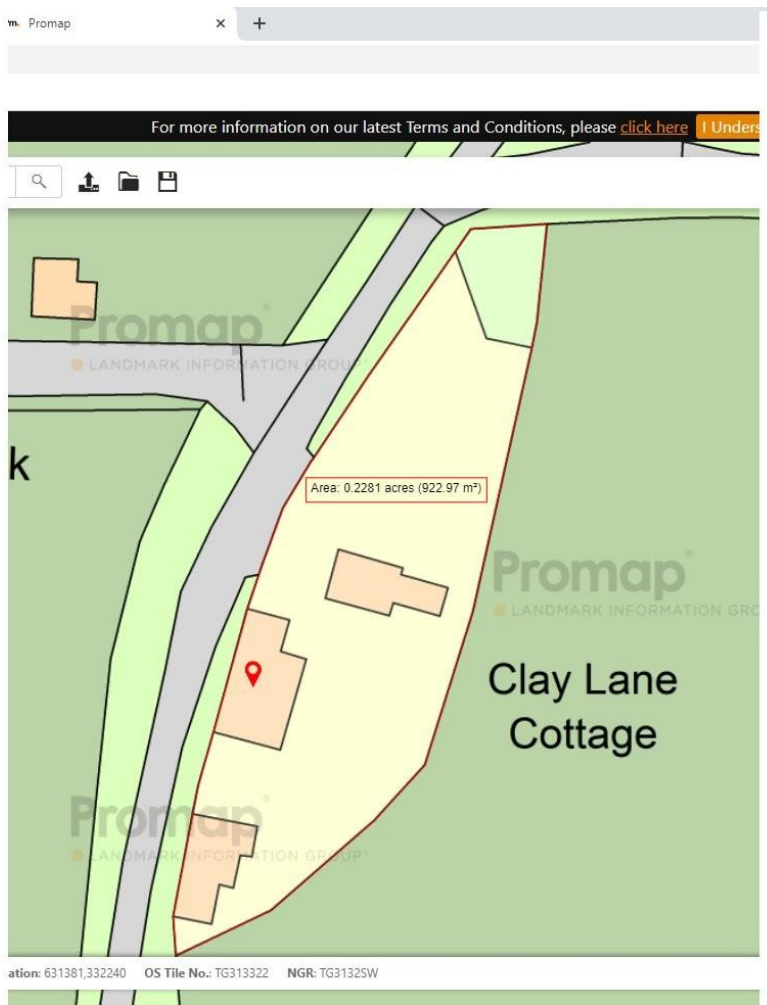 m. Promap × +
For more information on our latest Terms and Conditions, please click here I Unders
Promap
LANDMARK INFORMATION GROUP
k
Area: 0.2281 acres (922.97 m²)
Promap
LANDMARK INFORMATION GRO
Clay Lane
Cottage
Promap
LANDMARK INFORMATION GROUP
ation: 631381,332240 OS Tile No.: TG313322 NGR: TG3132SW